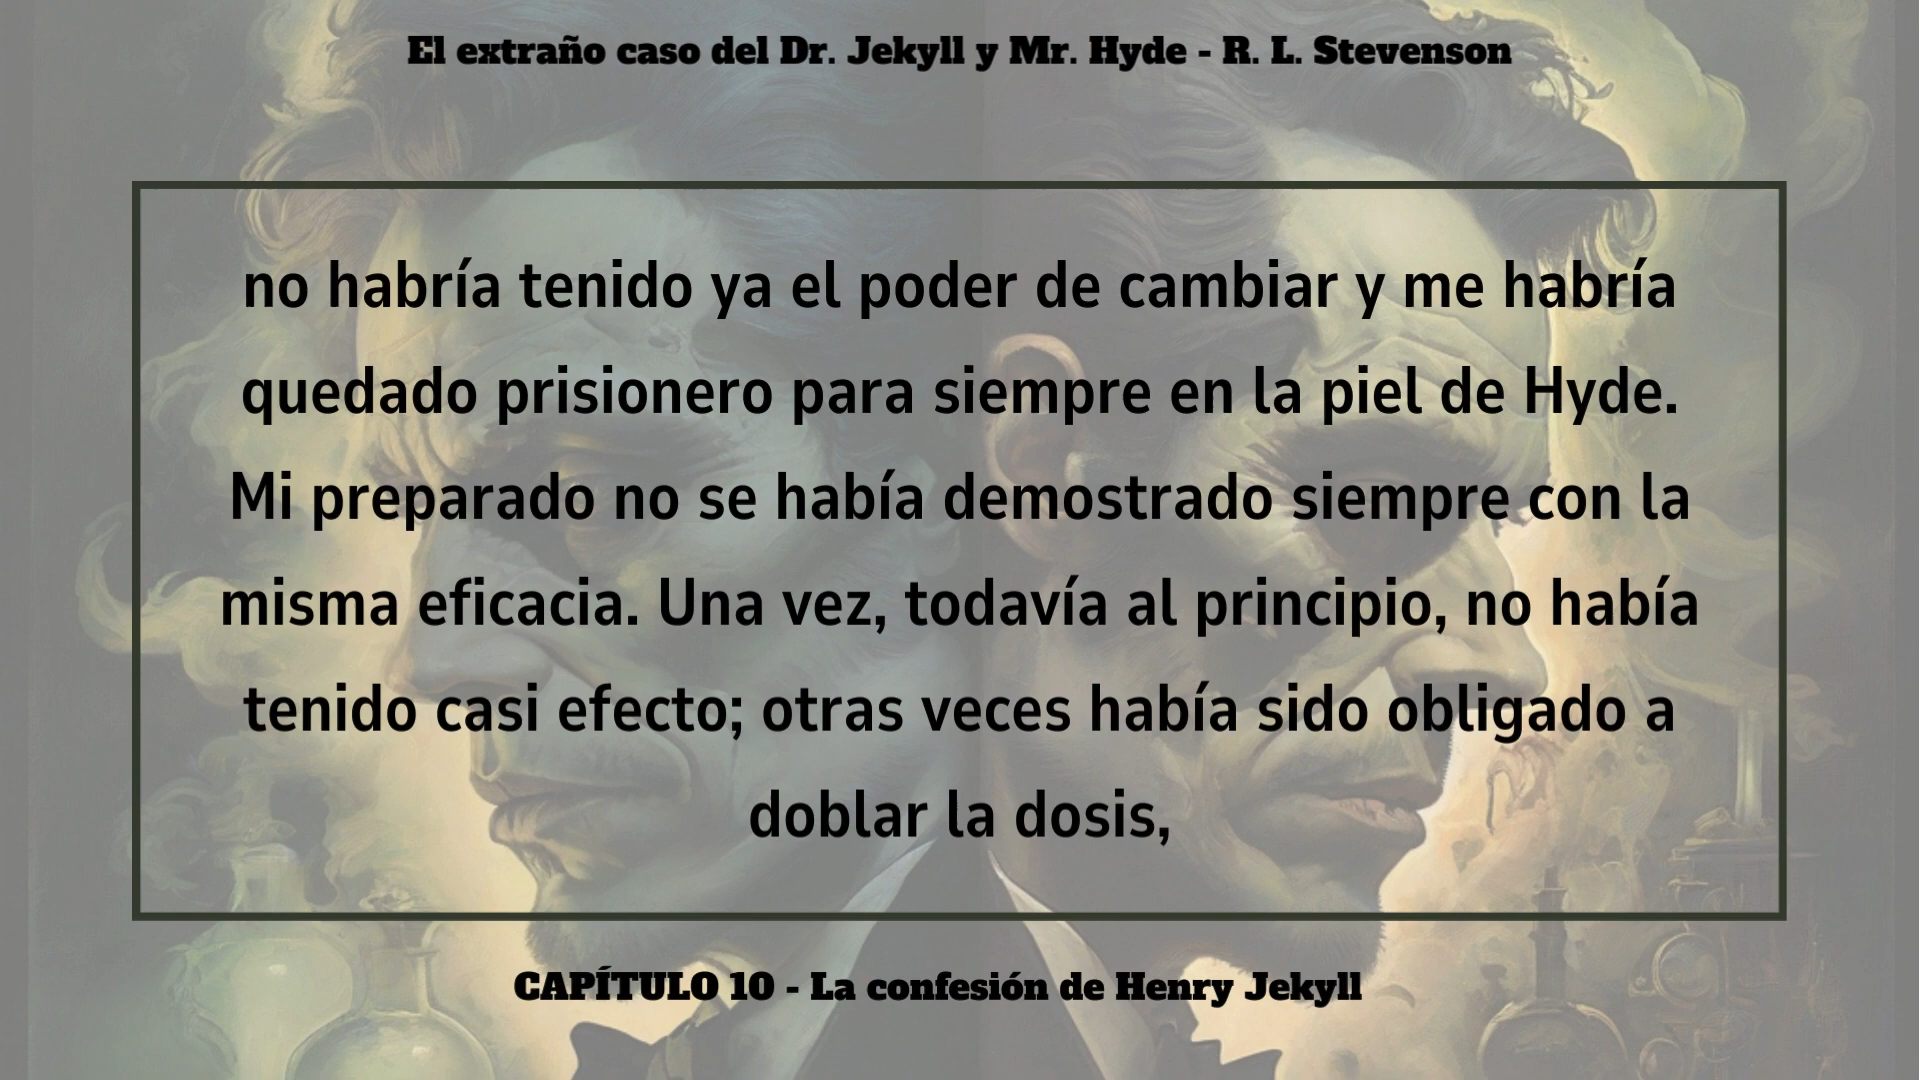 El extraño caso del Dr. Jekyll y Mr. Hyde - R. L. Stevenson
no habría tenido ya el poder de cambiar y me habría
quedado prisionero para siempre en la piel de Hyde.
Mi preparado no se había demostrado siempre con la
misma eficacia. Una vez, todavía al principio, no había
tenido casi efecto; otras veces había sido obligado a
doblar la dosis,
CAPÍTULO 10 - La confesión de Henry Jekyll